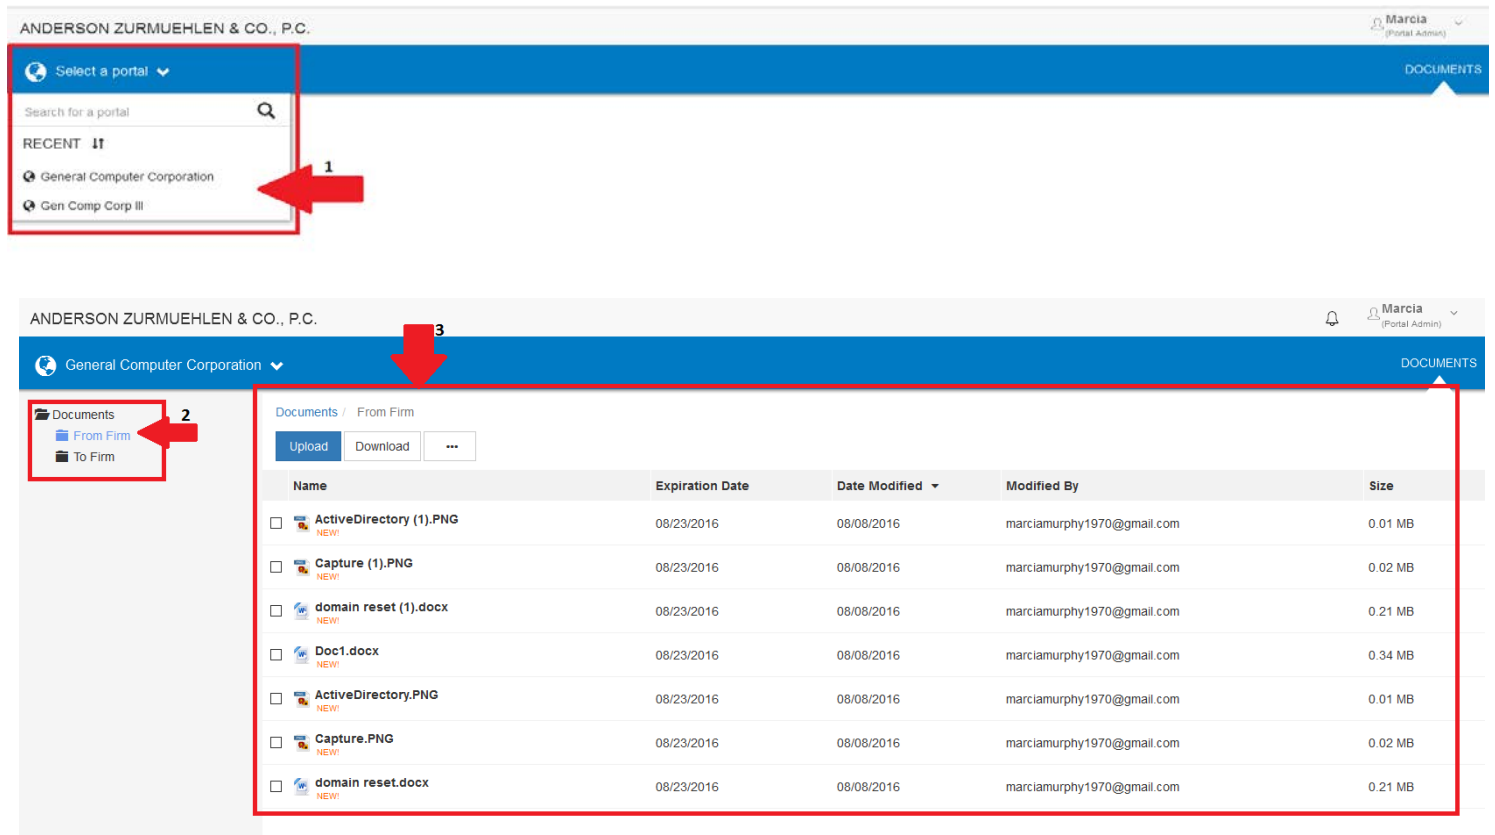 ANDERSON ZURMUEHLEN & CO., P.C.
Marcia
(Portal Admin)
Select a portal
DOCUMENTS
Search for a portal
RECENT
1
General Computer Corporation
Gen Comp Corp III
ANDERSON ZURMUEHLEN & CO., P.C.
Marcia
(Portal Admin)
3
General Computer Corporation
DOCUMENTS
Documents
2
From Firm
To Firm
Documents / From Firm
Upload Download ...
Name Expiration Date Date Modified Modified By Size
ActiveDirectory (1).PNG 08/23/2016 08/08/2016 marciamurphy1970@gmail.com 0.01 MB
NEW!
Capture (1).PNG 08/23/2016 08/08/2016 marciamurphy1970@gmail.com 0.02 MB
NEW!
domain reset (1).docx 08/23/2016 08/08/2016 marciamurphy1970@gmail.com 0.21 MB
NEW!
Doc1.docx 08/23/2016 08/08/2016 marciamurphy1970@gmail.com 0.34 MB
NEW!
ActiveDirectory.PNG 08/23/2016 08/08/2016 marciamurphy1970@gmail.com 0.01 MB
NEW!
Capture.PNG 08/23/2016 08/08/2016 marciamurphy1970@gmail.com 0.02 MB
NEW!
domain reset.docx 08/23/2016 08/08/2016 marciamurphy1970@gmail.com 0.21 MB
NEW!